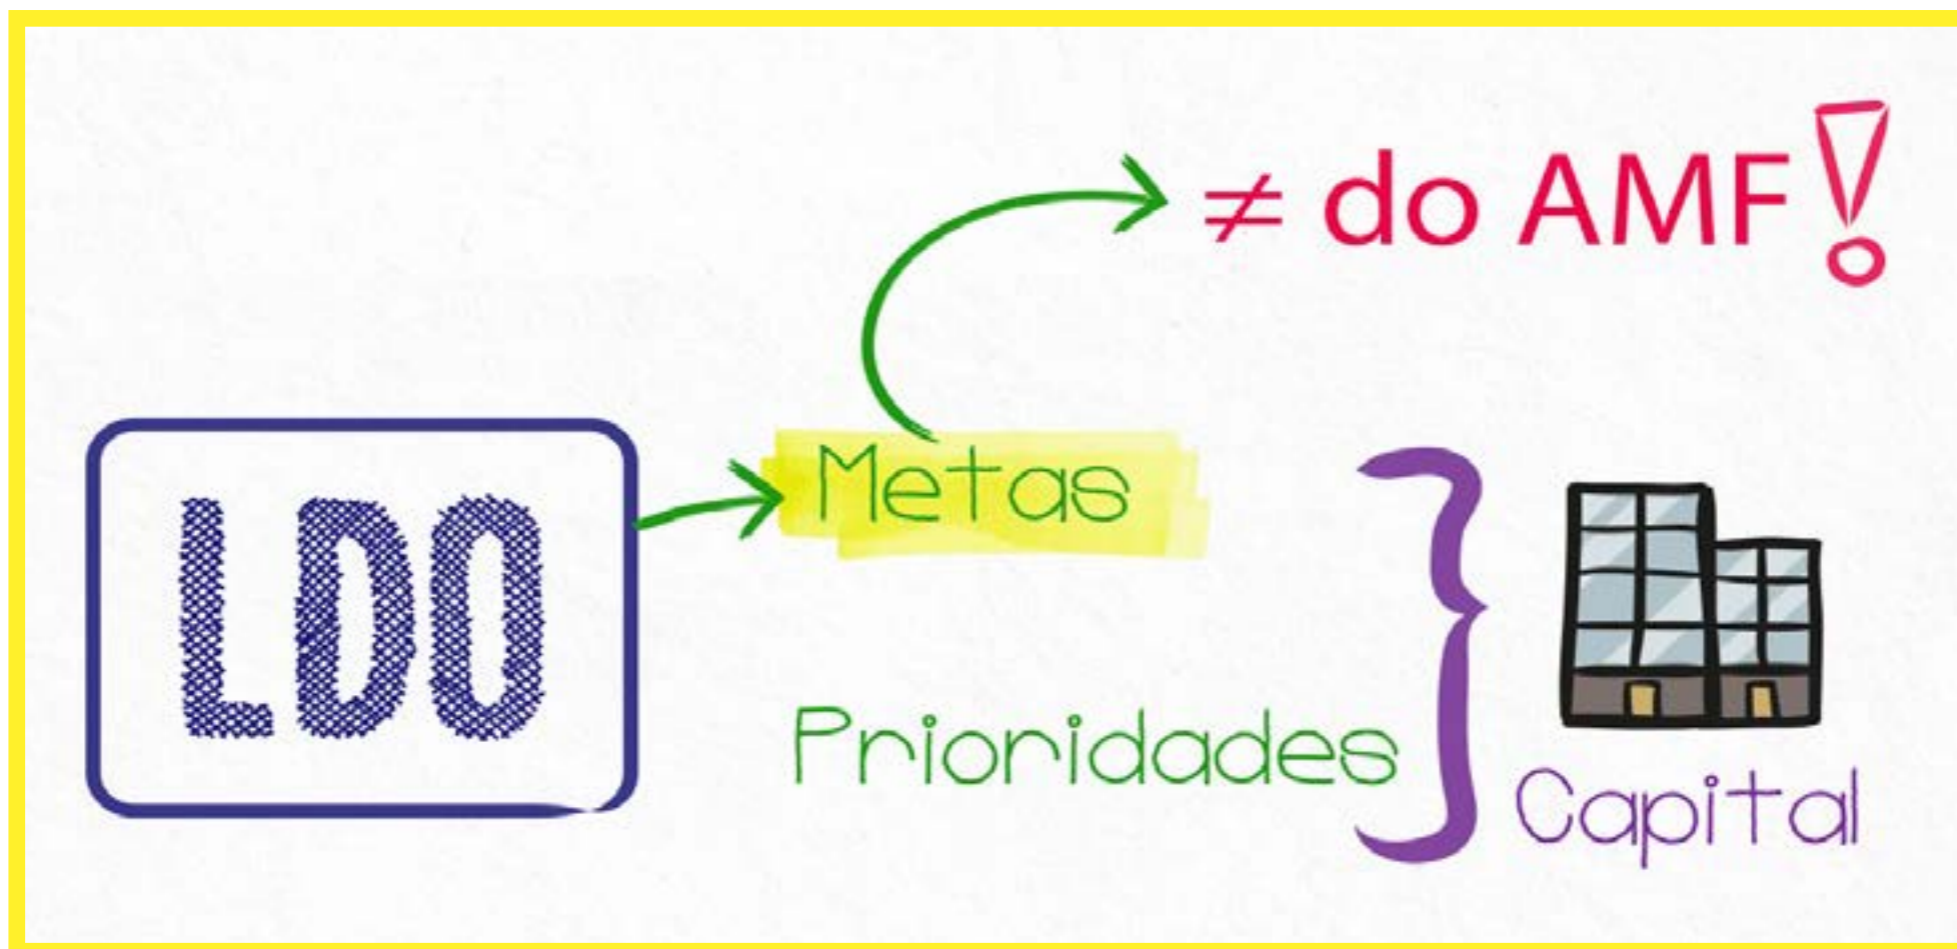 ≠ do AMF!
LDO
Metas
Prioridades
Capital